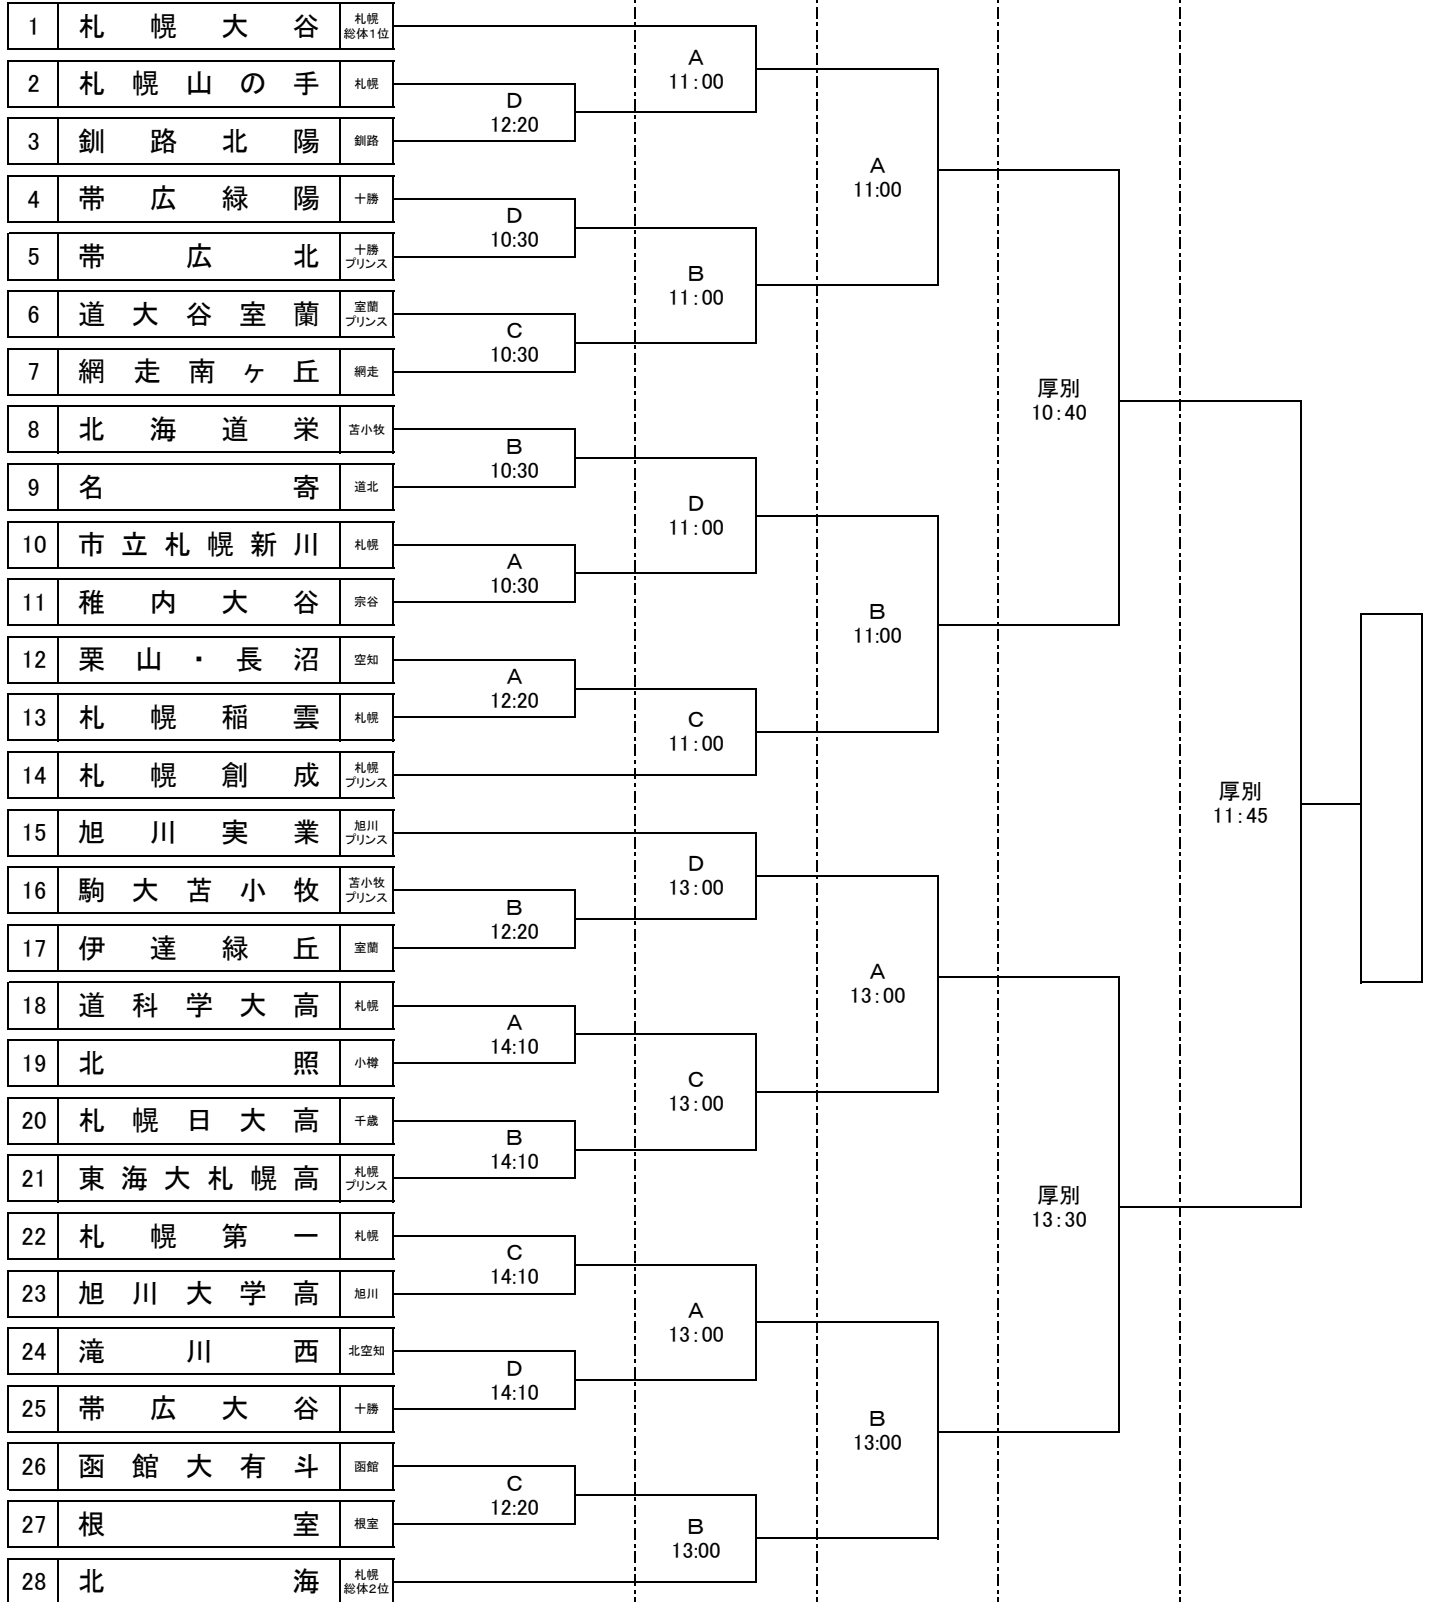 1 札幌大谷 札幌 総体1位
2 札幌山の手 札幌
3 釧路北陽 釧路
4 帯広緑陽 十勝
5 帯広北 十勝 プリンス
6 道大谷室蘭 室蘭 プリンス
7 網走南ヶ丘 網走
8 北海道栄 苫小牧
9 名寄 道北
10 市立札幌新川 札幌
11 稚内大谷 宗谷
12 栗山・長沼 空知
13 札幌稲雲 札幌
14 札幌創成 札幌 プリンス
15 旭川実業 旭川 プリンス
16 駒大苫小牧 苫小牧 プリンス
17 伊達緑丘 室蘭
18 道科学大高 札幌
19 北照 小樽
20 札幌日大高 千歳
21 東海大札幌高 札幌 プリンス
22 札幌第一 札幌
23 旭川大学高 旭川
24 滝川西 北空知
25 帯広大谷 十勝
26 函館大有斗 函館
27 根室 根室
28 北海 札幌 総体2位
D
12:20
D
10:30
C
10:30
B
10:30
A
10:30
A
12:20
B
12:20
A
14:10
B
14:10
C
14:10
D
14:10
C
12:20
A
11:00
B
11:00
D
11:00
C
11:00
D
13:00
C
13:00
A
13:00
B
13:00
A
11:00
B
11:00
A
13:00
B
13:00
厚別
10:40
厚別
13:30
厚別
11:45